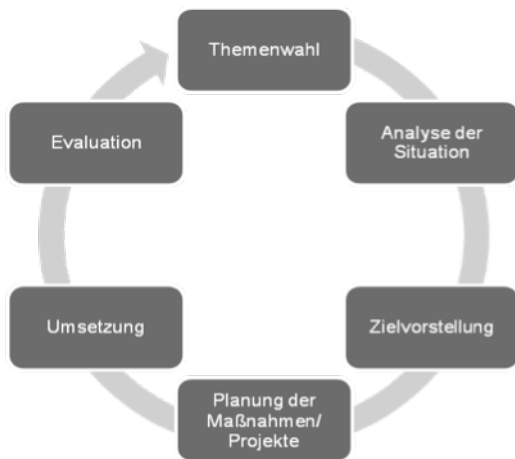 Themenwahl
Analyse der
Situation
Zielvorstellung
Planung der
Maßnahmen/
Projekte
Umsetzung
Evaluation